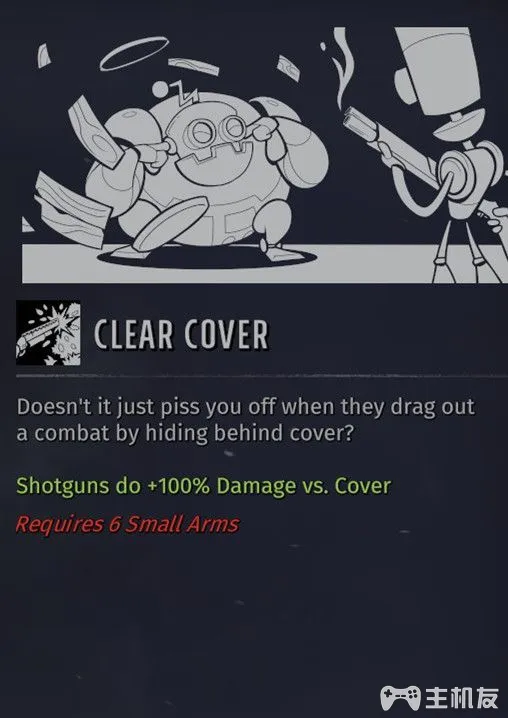 CLEAR COVER
Doesn't it just piss you off when they drag out
a combat by hiding behind cover?
Shotguns do +100% Damage vs. Cover
Requires 6 Small Arms
主机友